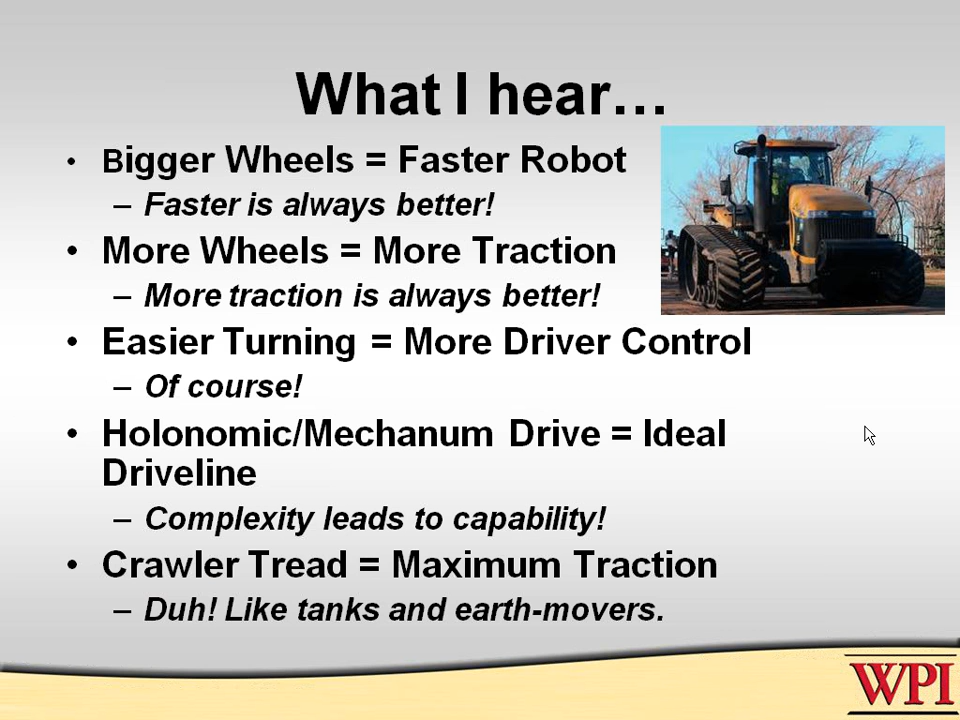 What I hear…
• Bigger Wheels = Faster Robot
– Faster is always better!
• More Wheels = More Traction
– More traction is always better!
• Easier Turning = More Driver Control
– Of course!
• Holonomic/Mechanum Drive = Ideal
Driveline
– Complexity leads to capability!
• Crawler Tread = Maximum Traction
– Duh! Like tanks and earth-movers.
WPI